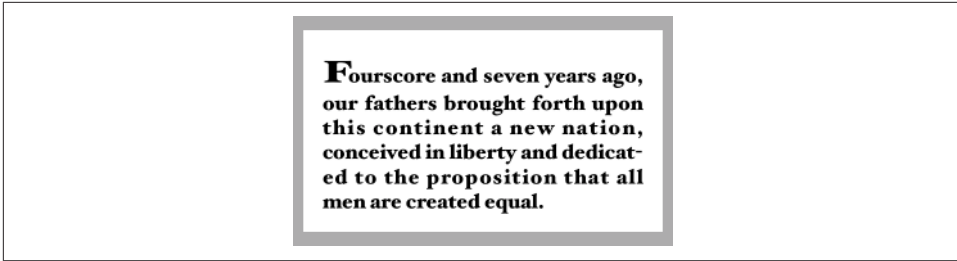 Fourscore and seven years ago,
our fathers brought forth upon
this continent a new nation,
conceived in liberty and dedicat-
ed to the proposition that all
men are created equal.